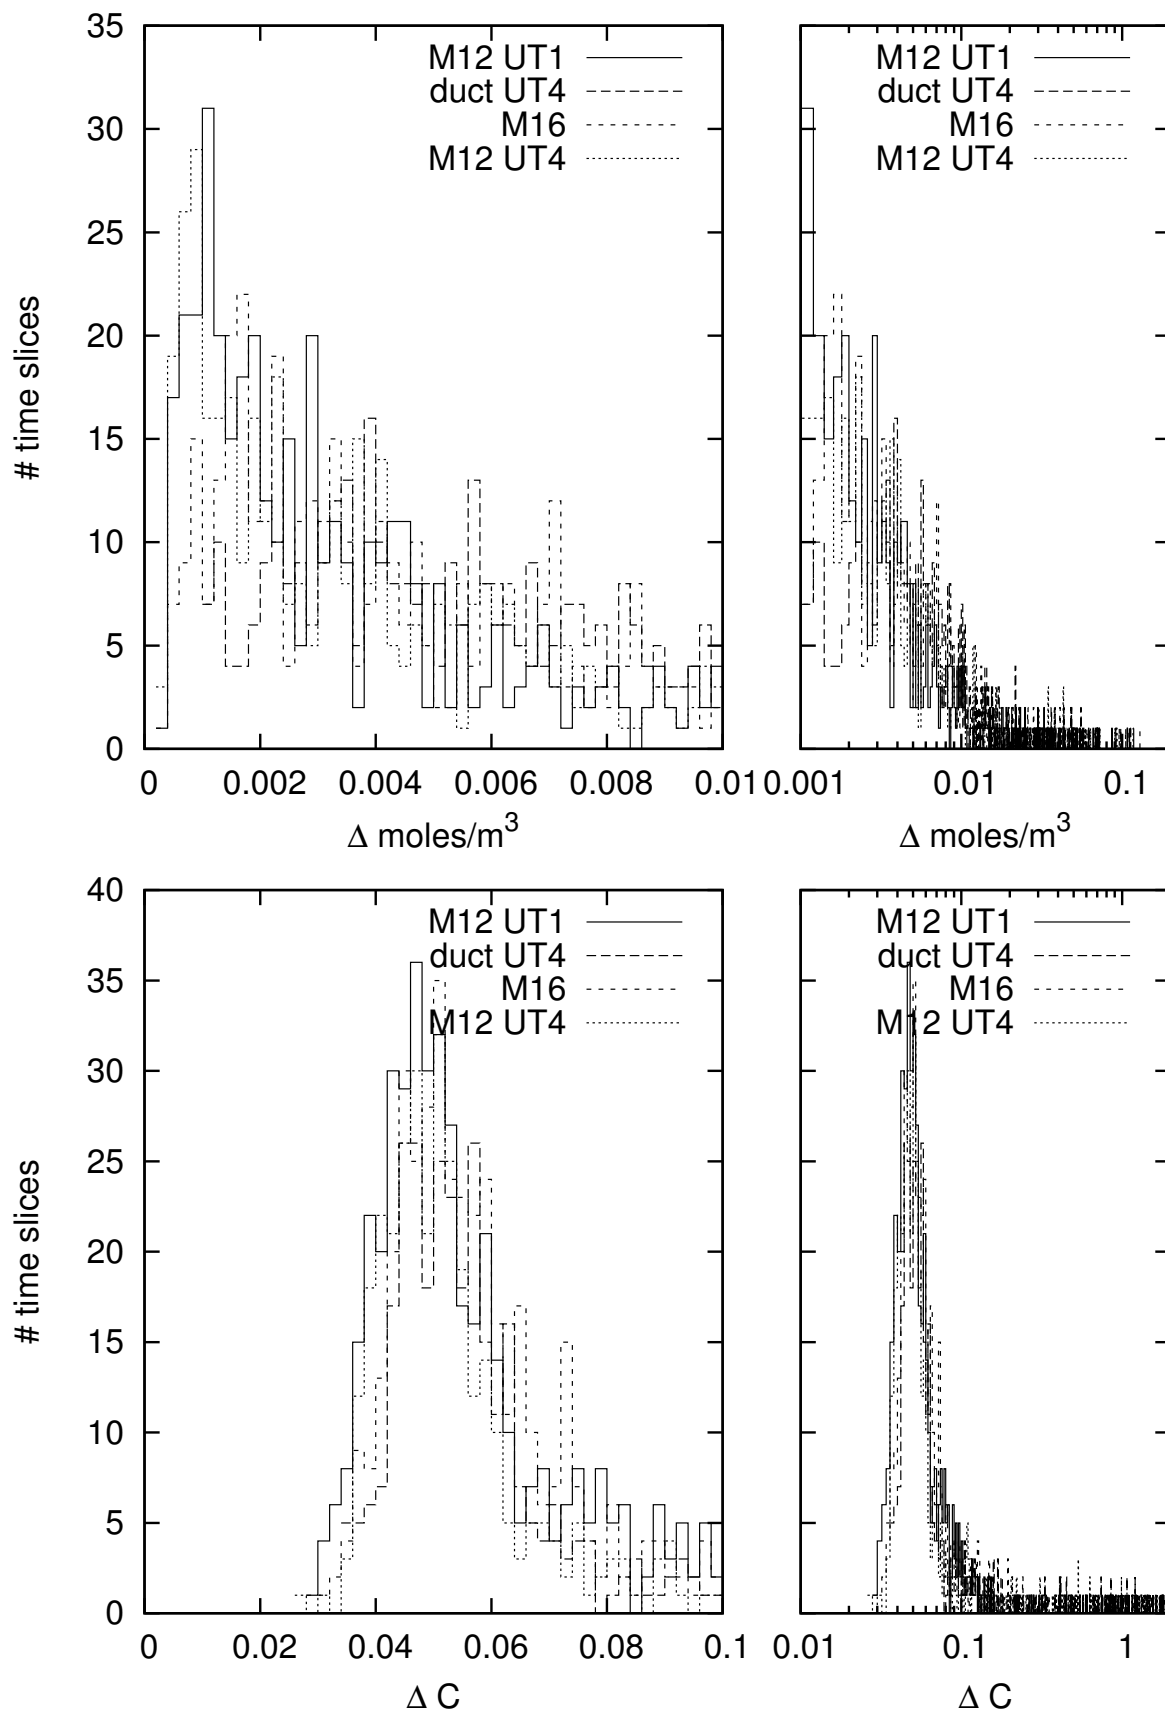 # time slices
35
30
25
20
15
10
5
0
M12 UT1
duct UT4
M16
M12 UT4
0 0.002 0.004 0.006 0.008 0.01
Δ moles/m³
M12 UT1
duct UT4
M16
M12 UT4
0.001 0.01 0.1
Δ moles/m³
# time slices
40
35
30
25
20
15
10
5
0
M12 UT1
duct UT4
M16
M12 UT4
0 0.02 0.04 0.06 0.08 0.1
Δ C
M12 UT1
duct UT4
M16
M12 UT4
0.01 0.1 1
Δ C